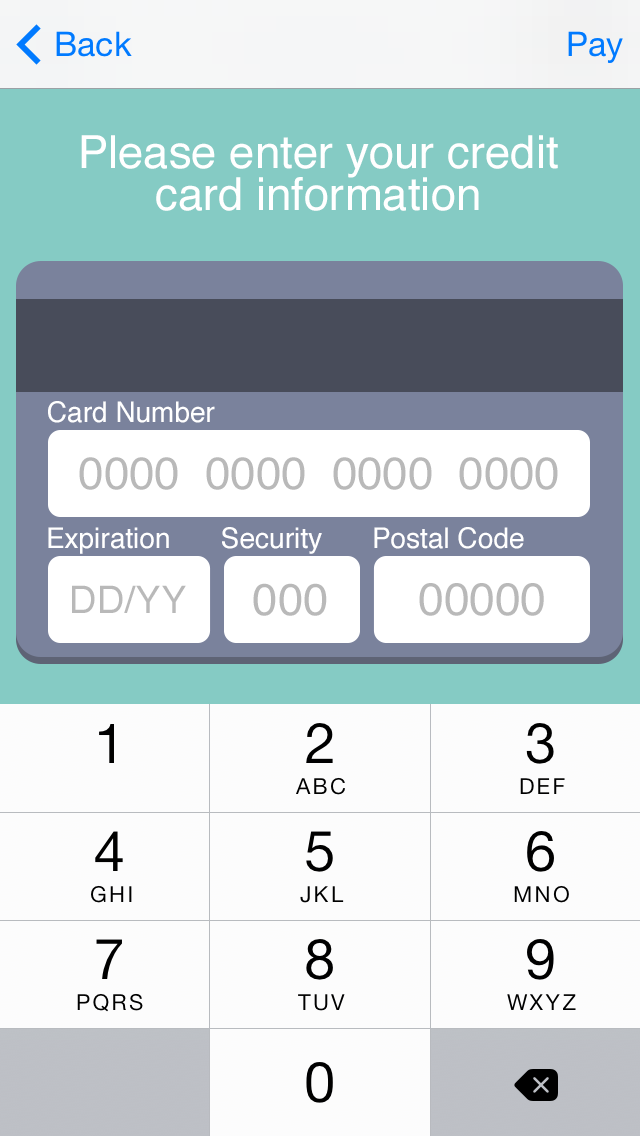 Back
Pay
Please enter your credit
card information
Card Number
0000 0000 0000 0000
Expiration
Security
Postal Code
DD/YY
000
00000
1
2
3
ABC
DEF
4
5
6
GHI
JKL
MNO
7
8
9
PQRS
TUV
WXYZ
0